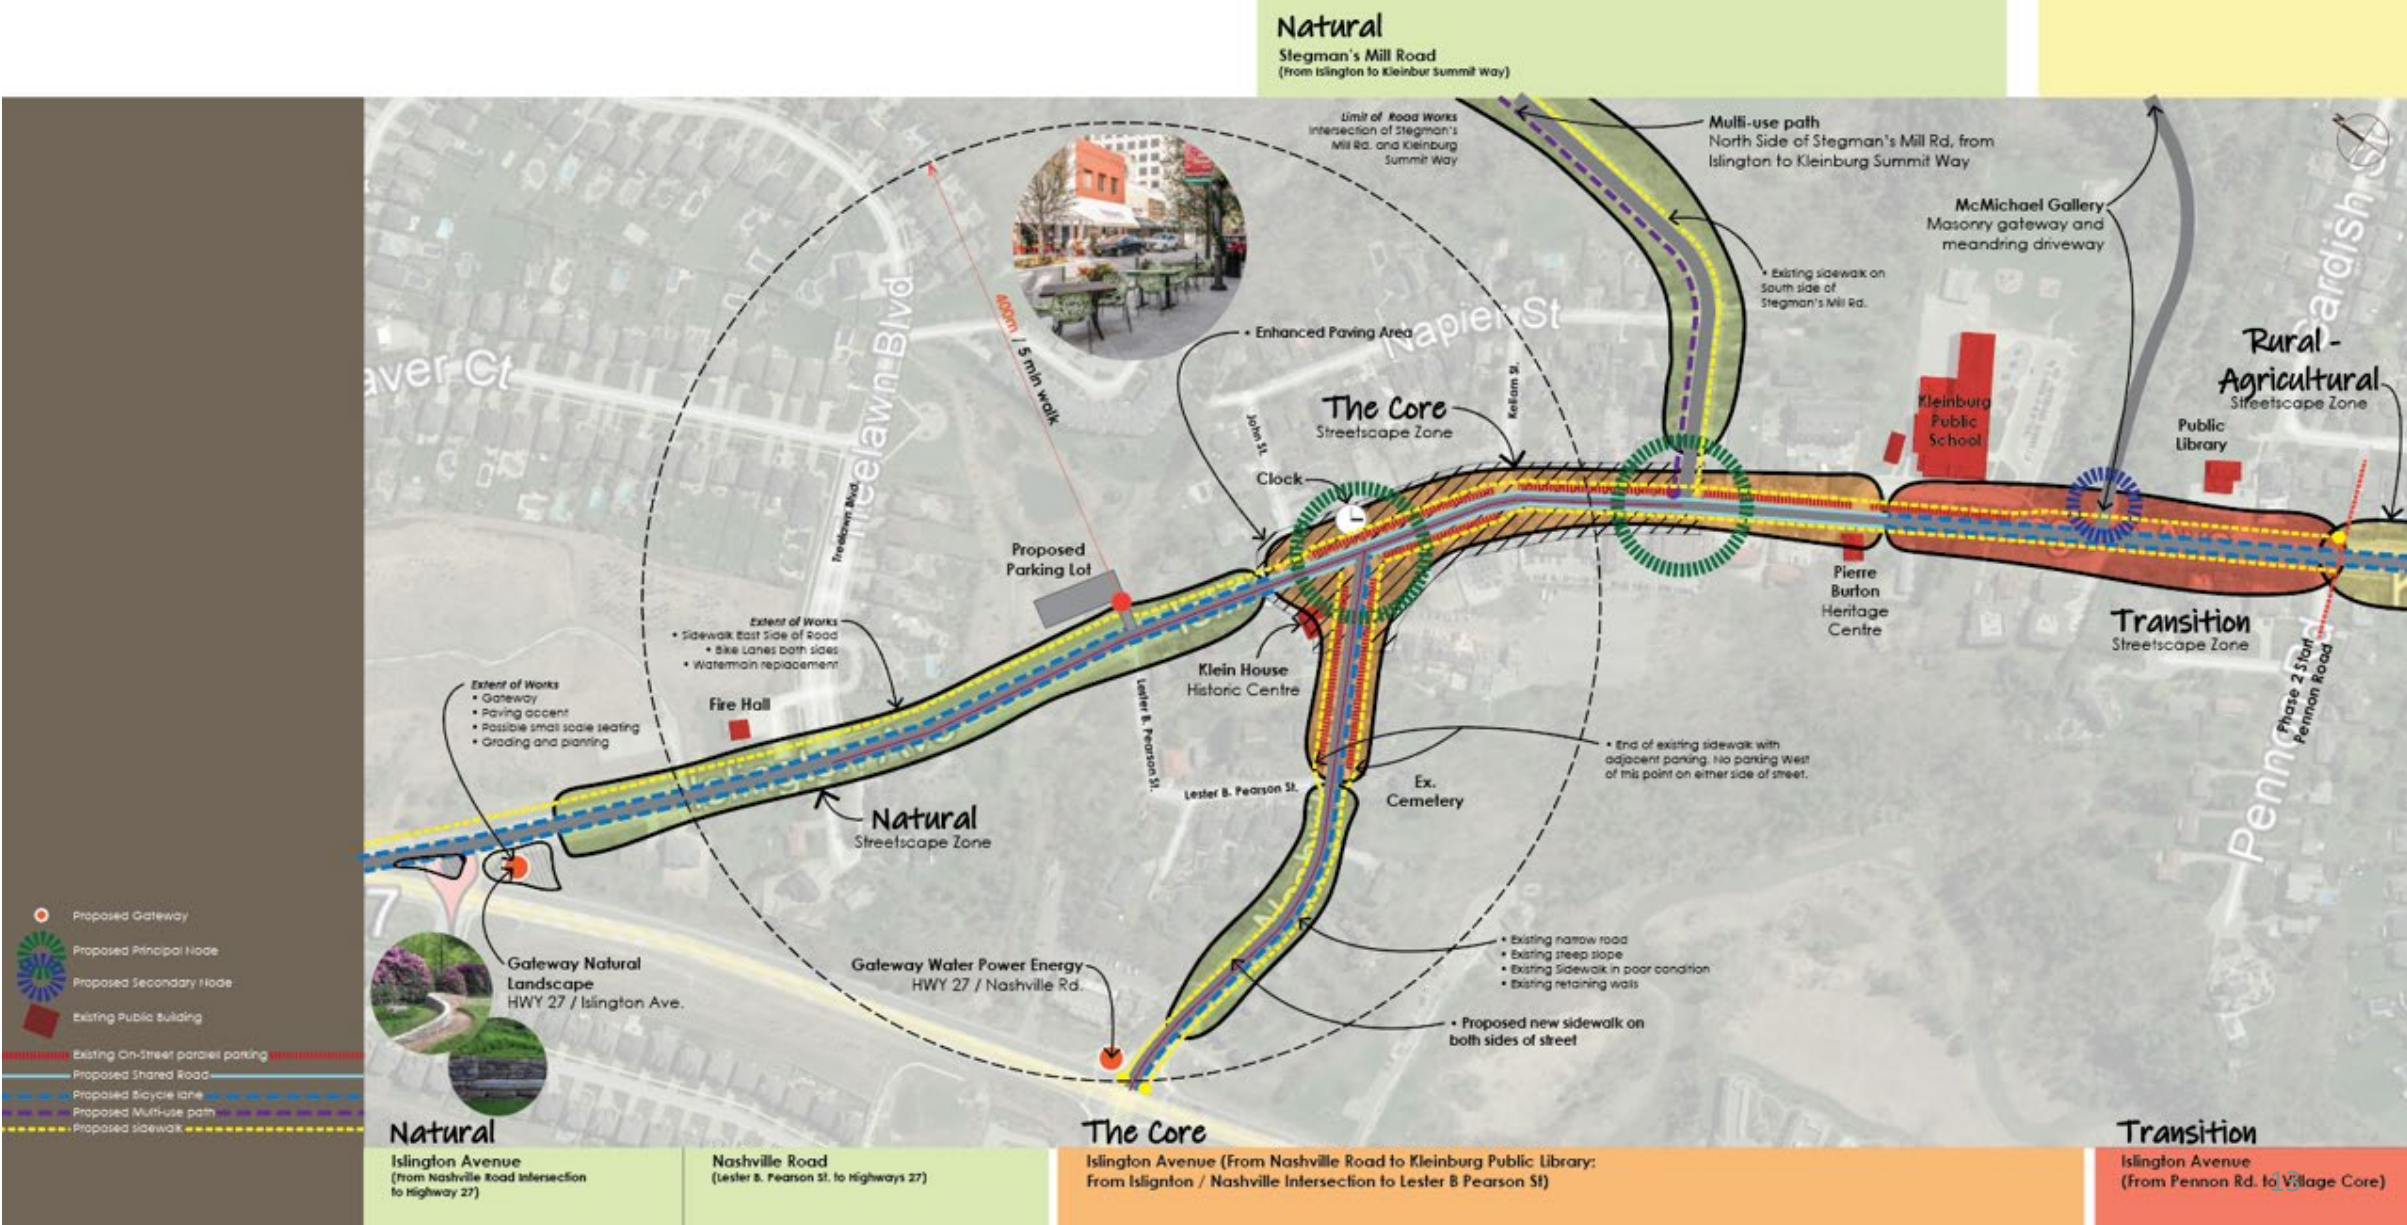 Natural
Stegman's Mill Road
(From Islington to Kleinbur Summit Way)
Limit of Road Works
Intersection of Stegman's
Mill Rd. and Kleinburg
Summit Way
Multi-use path
North Side of Stegman's Mill Rd, from
Islington to Kleinburg Summit Way
McMichael Gallery
Masonry gateway and
meandring driveway
• Existing sidewalk on
South side of
Stegman's Mill Rd.
400m / 5 min walk
• Enhanced Paving Area
Napier St
aver Ct
Treelawn Blvd
Treelawn Blvd.
John St.
Kellam St.
The Core
Streetscape Zone
Clock
Kleinburg
Public
School
Public
Library
Rural -
Agricultural
Streetscape Zone
Proposed
Parking Lot
Pierre
Burton
Heritage
Centre
Transition
Streetscape Zone
Phase 2 Start
Pennon Road
Extent of Works
• Sidewalk East Side of Road
• Bike Lanes both sides
• Watermain replacement
Klein House
Historic Centre
Extent of Works
• Gateway
• Paving accent
• Possible small scale seating
• Grading and planting
Fire Hall
Lester B. Pearson St.
Lester B. Pearson St.
Ex.
Cemetery
• End of existing sidewalk with
adjacent parking. No parking West
of this point on either side of street.
Natural
Streetscape Zone
7
Gateway Natural
Landscape
HWY 27 / Islington Ave.
Gateway Water Power Energy
HWY 27 / Nashville Rd.
• Existing narrow road
• Existing steep slope
• Existing Sidewalk in poor condition
• Existing retaining walls
• Proposed new sidewalk on
both sides of street
Proposed Gateway
Proposed Principal Node
Proposed Secondary Node
Existing Public Building
Existing On-Street parallel parking
Proposed Shared Road
Proposed Bicycle lane
Proposed Multi-use path
Proposed sidewalk
Natural
Islington Avenue
(From Nashville Road Intersection
to Highway 27)
Nashville Road
(Lester B. Pearson St. to Highways 27)
The Core
Islington Avenue (From Nashville Road to Kleinburg Public Library:
From Islignton / Nashville Intersection to Lester B Pearson St)
Transition
Islington Avenue
(From Pennon Rd. to Village Core)
13